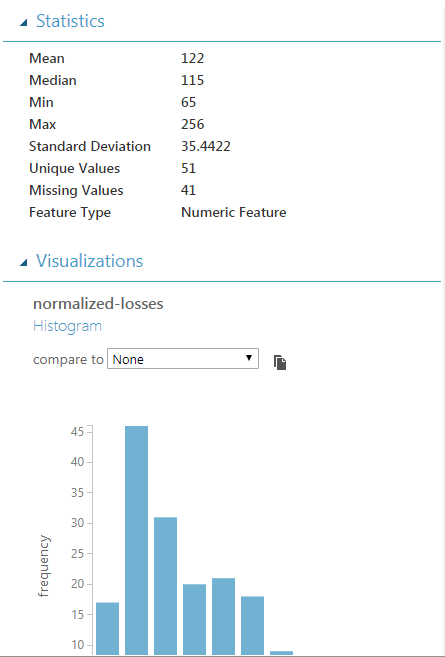 Statistics
Mean 122
Median 115
Min 65
Max 256
Standard Deviation 35.4422
Unique Values 51
Missing Values 41
Feature Type Numeric Feature
Visualizations
normalized-losses
Histogram
compare to None
45
40
35
30
25
20
15
10
frequency